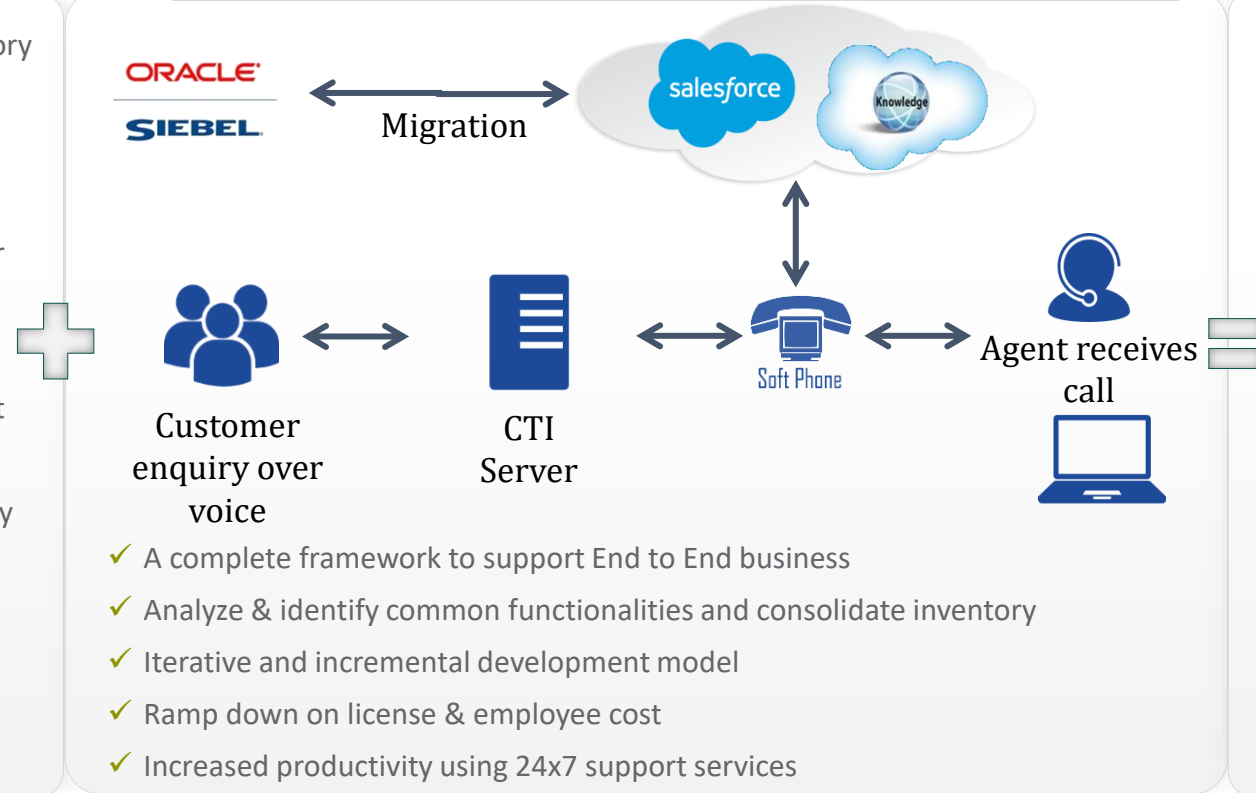 ORACLE
SIEBEL
Migration
salesforce
Knowledge
Soft Phone
Customer
enquiry over
voice
CTI
Server
Agent receives
call
✓ A complete framework to support End to End business
✓ Analyze & identify common functionalities and consolidate inventory
✓ Iterative and incremental development model
✓ Ramp down on license & employee cost
✓ Increased productivity using 24x7 support services